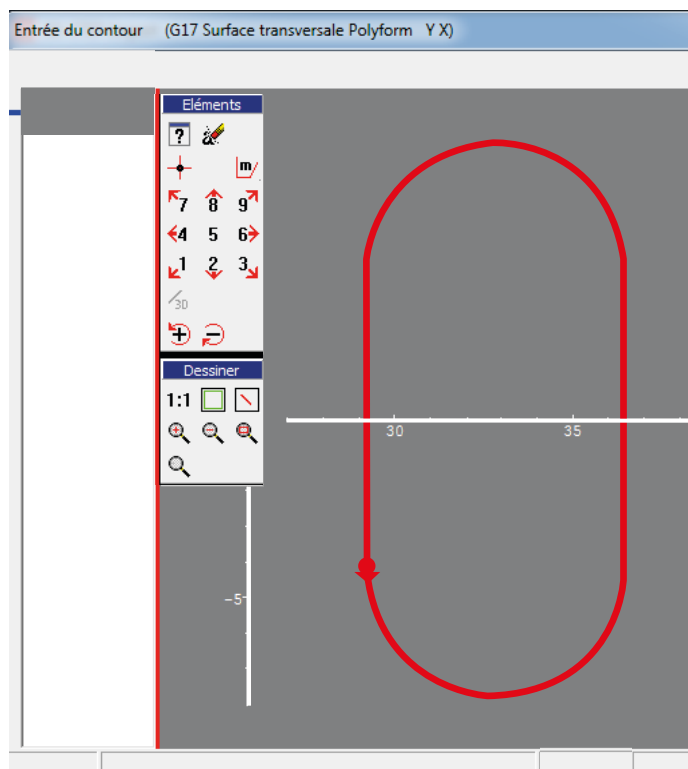 Entrée du contour (G17 Surface transversale Polyform Y X)
Eléments
?
m/
7 8 9
4 5 6
1 2 3
/3D
+ −
Dessiner
1:1
30 35
-5